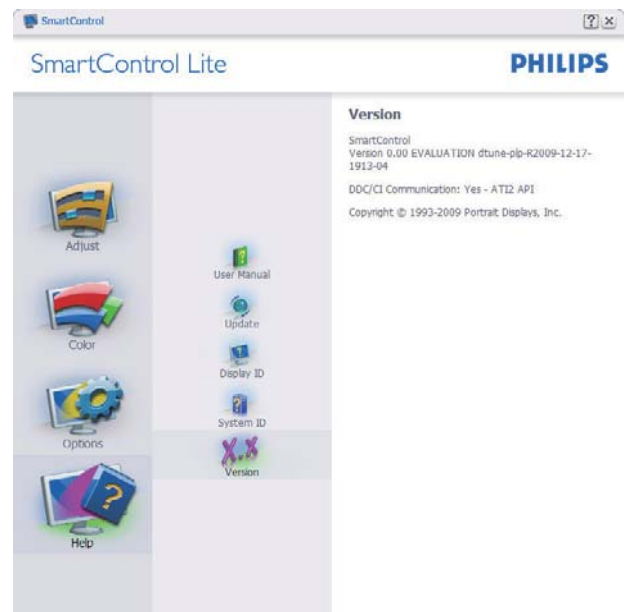 SmartControl
SmartControl Lite
PHILIPS
Adjust
Color
Options
Help
User Manual
Update
Display ID
System ID
X.X
Version
Version
SmartControl
Version 0.00 EVALUATION dtune-plp-R2009-12-17-
1913-04
DDC/CI Communication: Yes - ATI2 API
Copyright © 1993-2009 Portrait Displays, Inc.